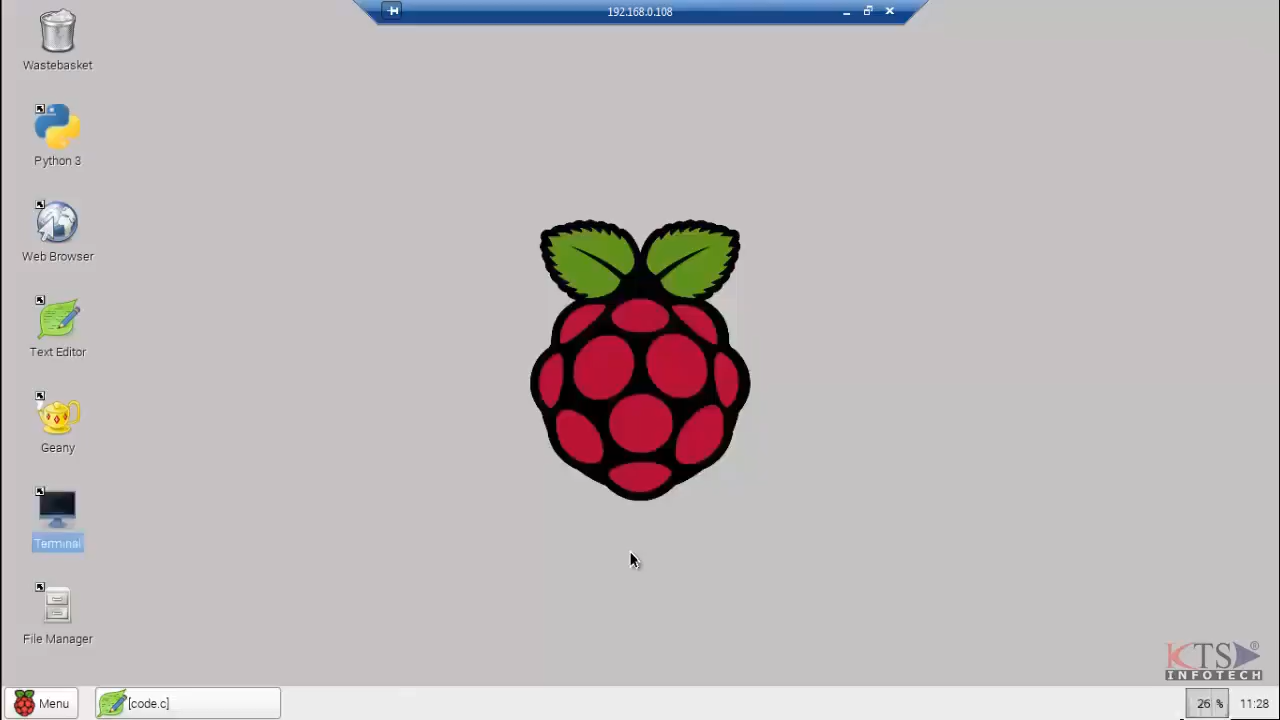 192.168.0.108
Wastebasket
Python 3
Web Browser
Text Editor
Geany
Terminal
File Manager
KTS ®
INFOTECH
Menu
[code.c]
26 %
11:28